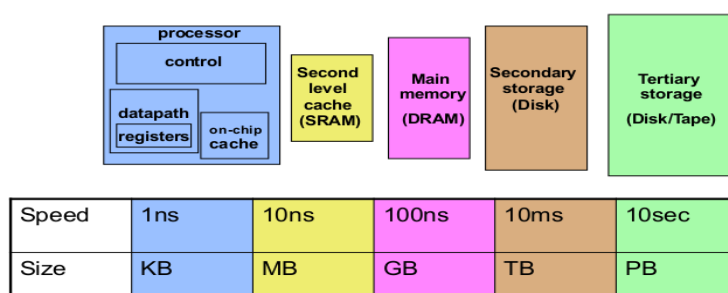 processor
control
datapath
registers
on-chip
cache
Second
level
cache
(SRAM)
Main
memory
(DRAM)
Secondary
storage
(Disk)
Tertiary
storage
(Disk/Tape)
Speed 1ns 10ns 100ns 10ms 10sec
Size KB MB GB TB PB